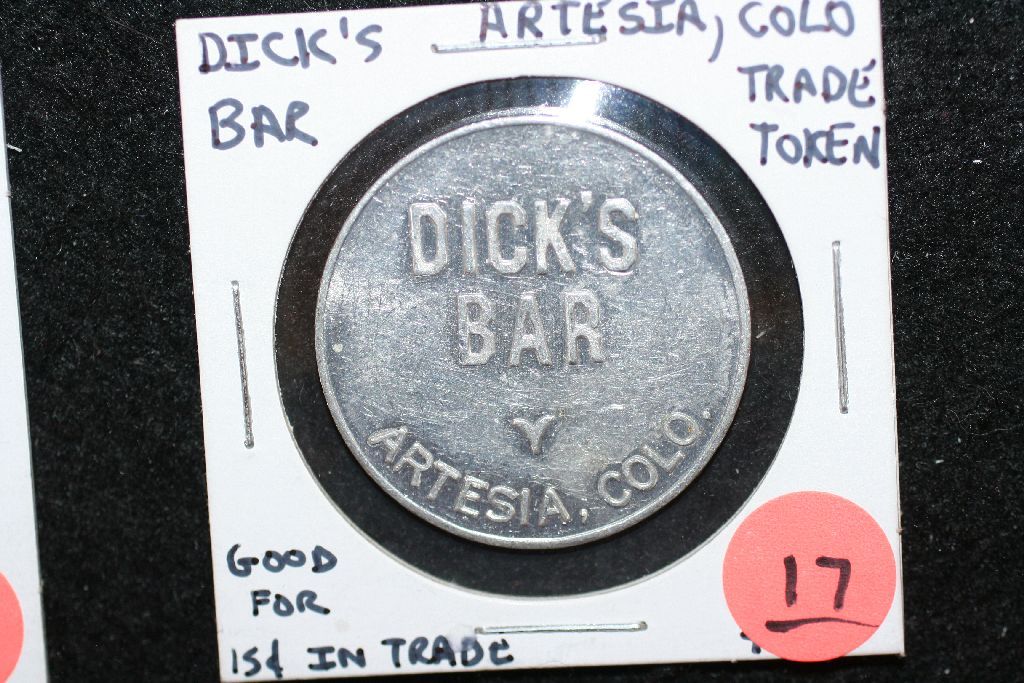 DICK'S
BAR
ARTESIA, COLO
TRADE
TOKEN
DICK'S
BAR
ARTESIA, COLO.
GOOD
FOR
15¢ IN TRADE
17